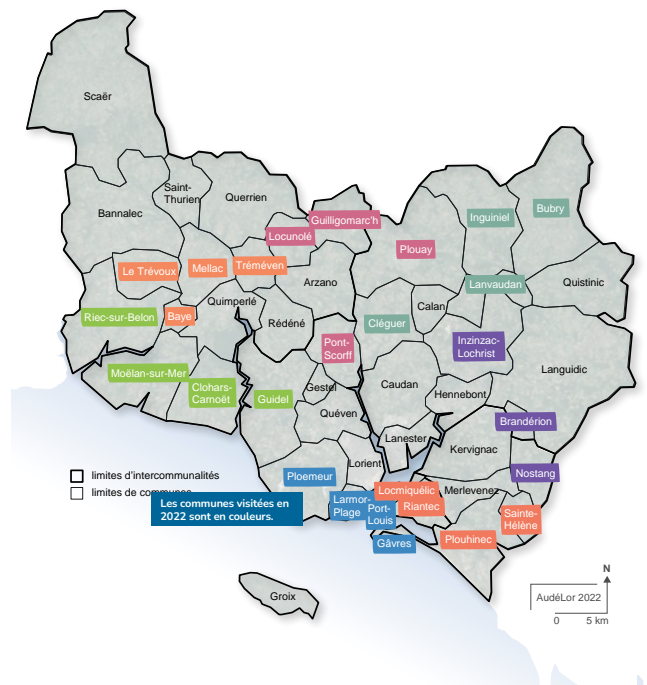 Scaër
Saint-
Thurien
Querrien
Bannalec
Guilligomarc'h
Locunolé
Inguiniel
Bubry
Plouay
Le Trévoux
Mellac
Tréméven
Arzano
Lanvaudan
Quistinic
Quimperlé
Calan
Riec-sur-Belon
Baye
Rédéné
Cléguer
Pont-
Scorff
Inzinzac-
Lochrist
Languidic
Moëlan-sur-Mer
Clohars-
Carnoët
Guidel
Gestel
Caudan
Hennebont
Quéven
Brandérion
Lanester
Kervignac
Lorient
Ploemeur
Nostang
Locmiquélic
Merlevenez
Larmor-
Plage
Port-
Louis
Riantec
Sainte-
Hélène
Plouhinec
Gâvres
limites d'intercommunalités
limites de communes
Les communes visitées en
2022 sont en couleurs.
Groix
N
AudéLor 2022
0 5 km